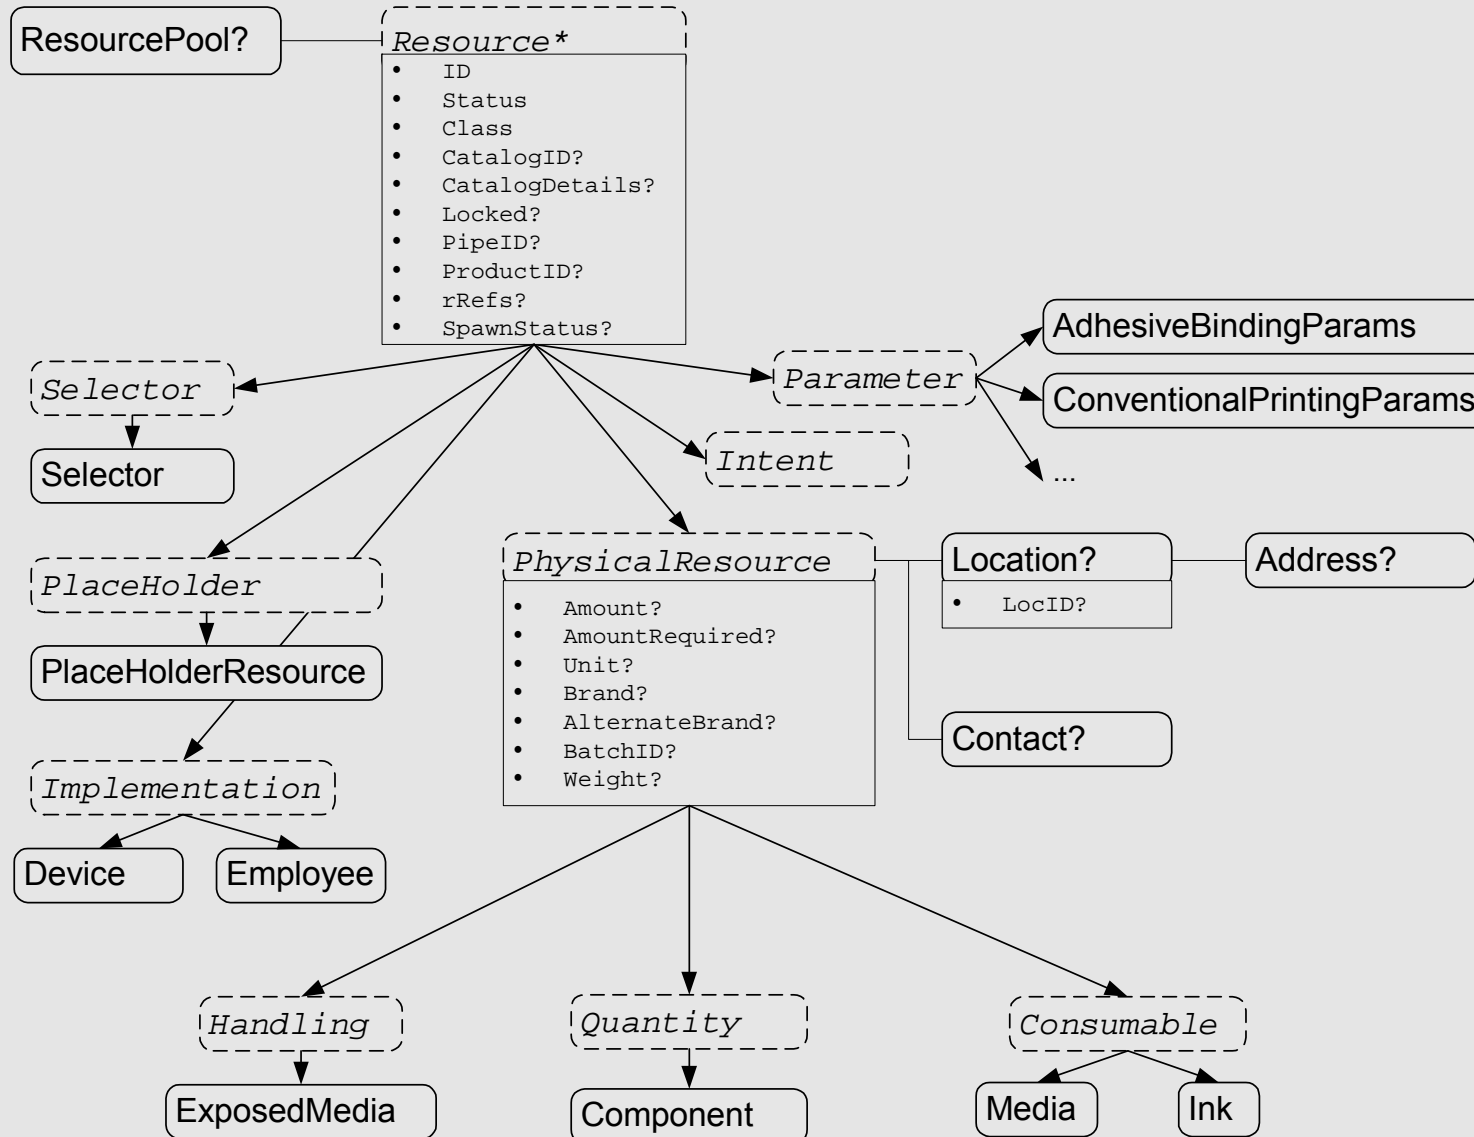 ResourcePool?
Resource*
• ID
• Status
• Class
• CatalogID?
• CatalogDetails?
• Locked?
• PipeID?
• ProductID?
• rRefs?
• SpawnStatus?
Selector
Selector
PlaceHolder
PlaceHolderResource
Implementation
Device
Employee
Parameter
AdhesiveBindingParams
ConventionalPrintingParams
...
Intent
PhysicalResource
• Amount?
• AmountRequired?
• Unit?
• Brand?
• AlternateBrand?
• BatchID?
• Weight?
Location?
• LocID?
Address?
Contact?
Handling
ExposedMedia
Quantity
Component
Consumable
Media
Ink